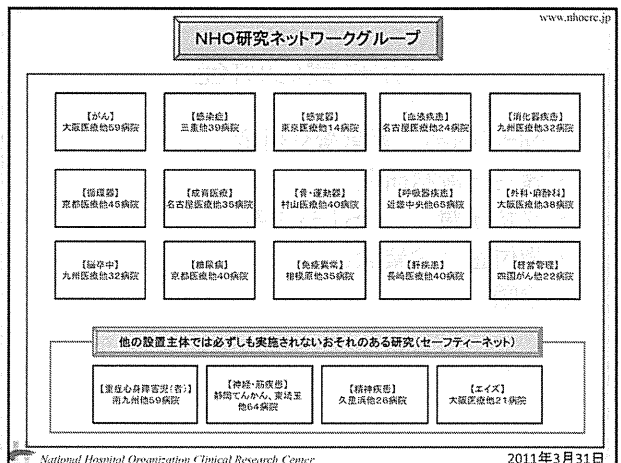 www.nhocrc.jp
NHO研究ネットワークグループ
【がん】
大阪医療他59病院
【感染症】
三重他39病院
【感覚器】
東京医療他14病院
【血液疾患】
名古屋医療他24病院
【消化器疾患】
九州医療他32病院
【循環器】
京都医療他45病院
【成育医療】
名古屋医療他35病院
【骨・運動器】
村山医療他40病院
【呼吸器疾患】
近畿中央他65病院
【外科・麻酔科】
大阪医療他38病院
【脳卒中】
九州医療他32病院
【糖尿病】
京都医療他40病院
【免疫異常】
相模原他35病院
【肝疾患】
長崎医療他40病院
【経営管理】
四国がん他22病院
他の設置主体では必ずしも実施されないおそれのある研究(セーフティーネット)
【重症心身障害児(者)】
南九州他59病院
【神経・筋疾患】
静岡てんかん、東埼玉
他64病院
【精神疾患】
久里浜他26病院
【エイズ】
大阪医療他21病院
National Hospital Organization Clinical Research Center
2011年3月31日